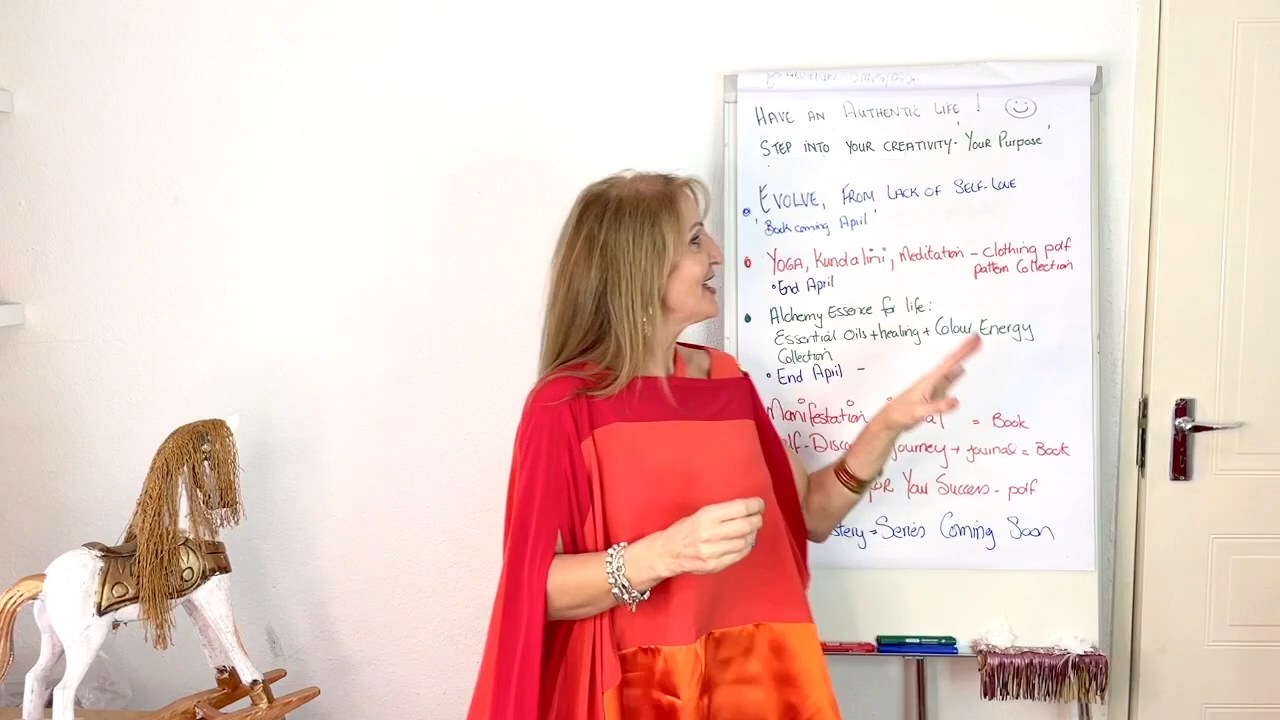 HAVE AN AUTHENTIC LIFE !
STEP INTO YOUR CREATIVITY. 'Your Purpose'
EVOLVE, FROM LACK OF SELF-LOVE
'Book coming April'
YOGA, Kundalini, Meditation - clothing pdf
pattern Collection
• End April
Alchemy Essence for life:
Essential Oils + healing + Colour Energy
Collection
• End April -
Manifestation = Book
journey + journal = Book
FOR Your Success - pdf
= Series Coming Soon